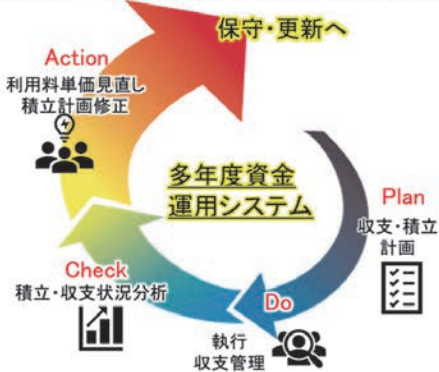 保守・更新へ
Action
利用料単価見直し
積立計画修正
多年度資金
運用システム
Plan
収支・積立
計画
Do
執行
収支管理
Check
積立・収支状況分析